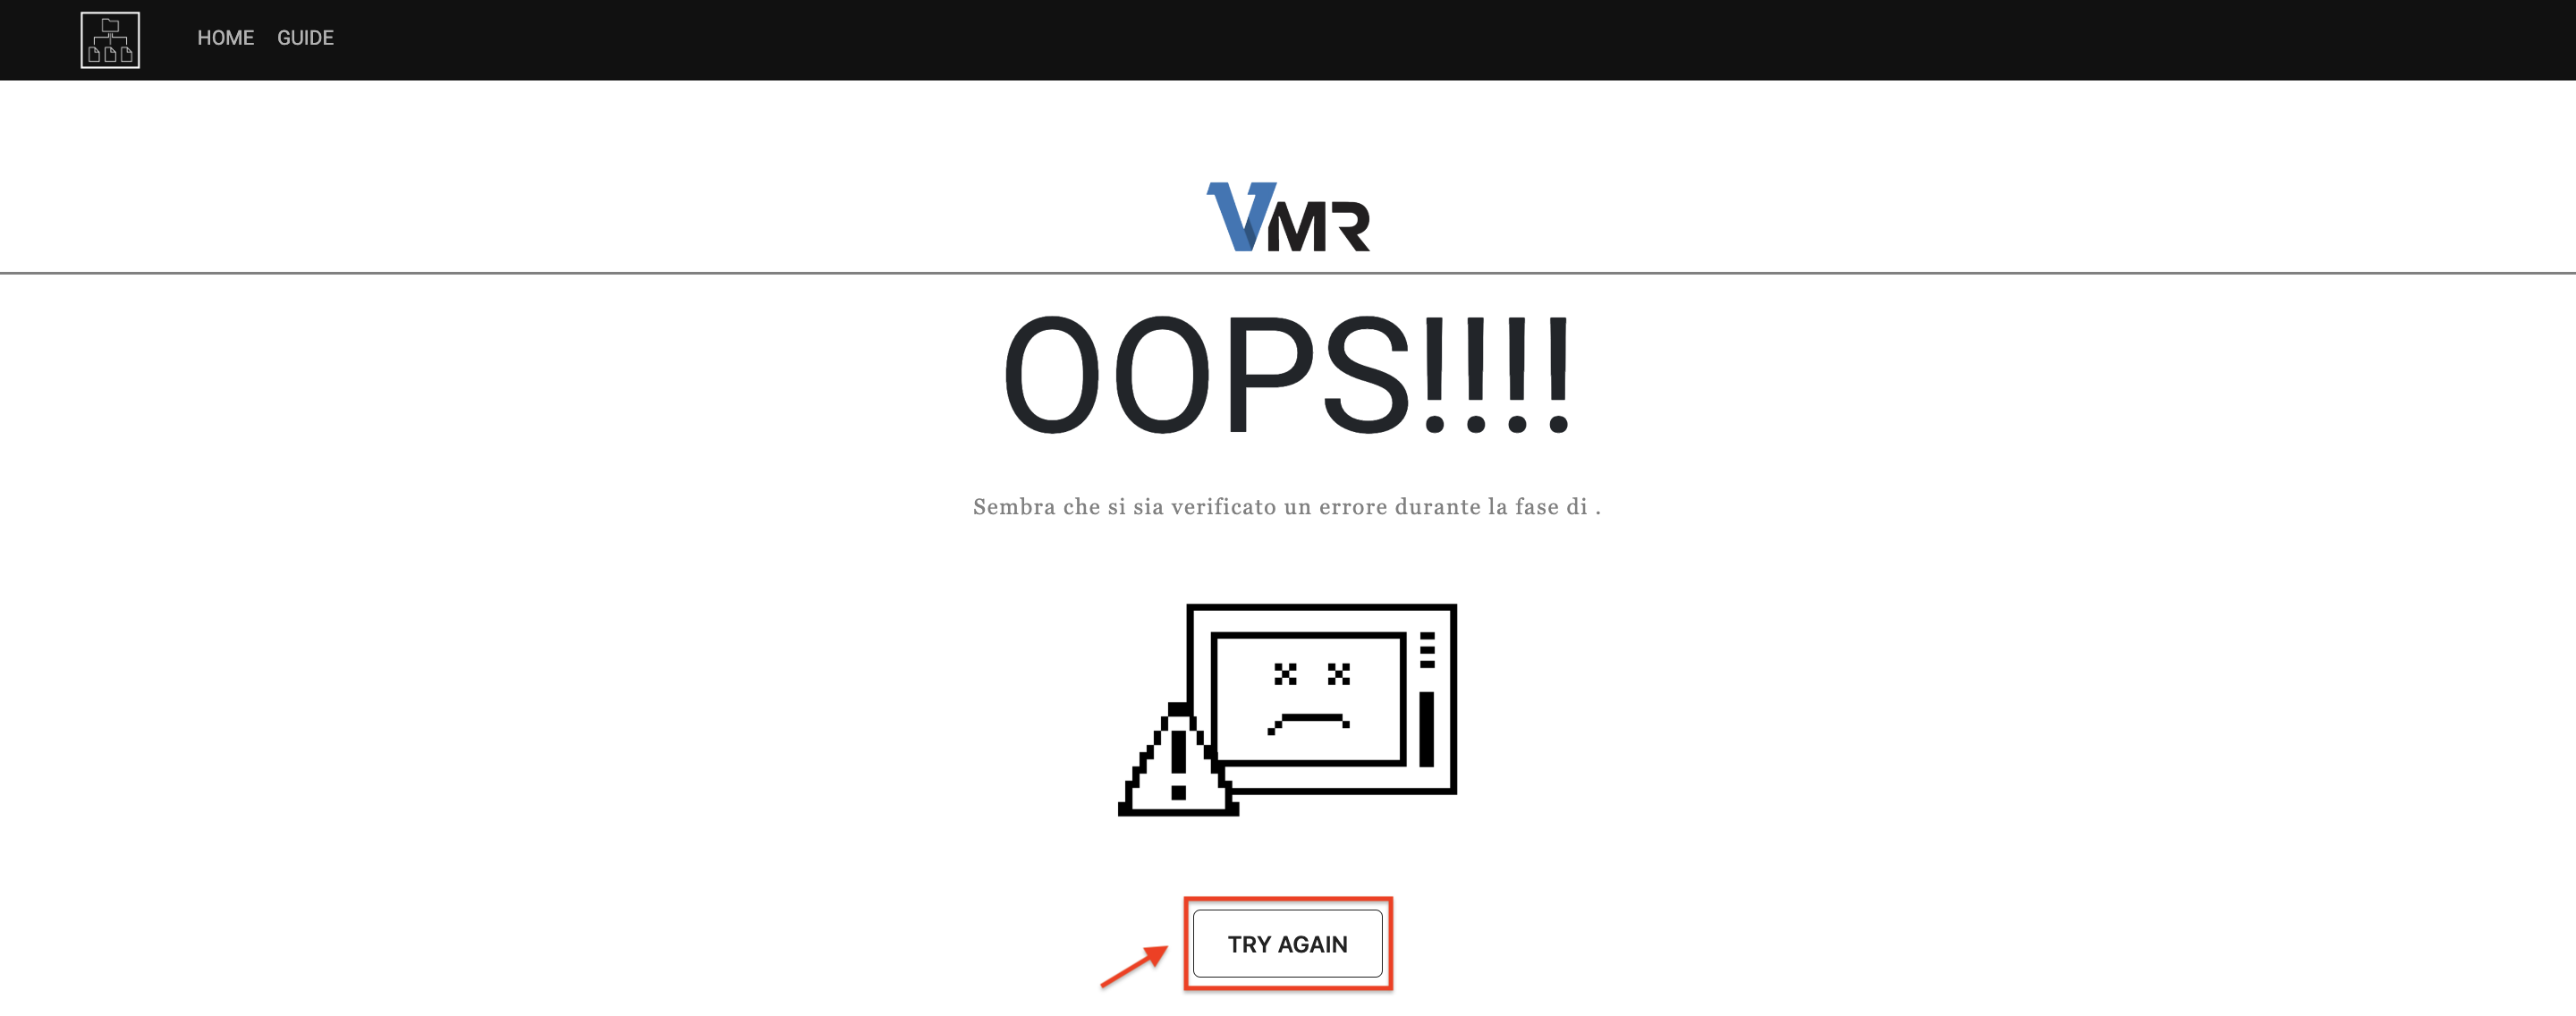 HOME GUIDE
VMR
OOPS!!!!
Sembra che si sia verificato un errore durante la fase di .
TRY AGAIN